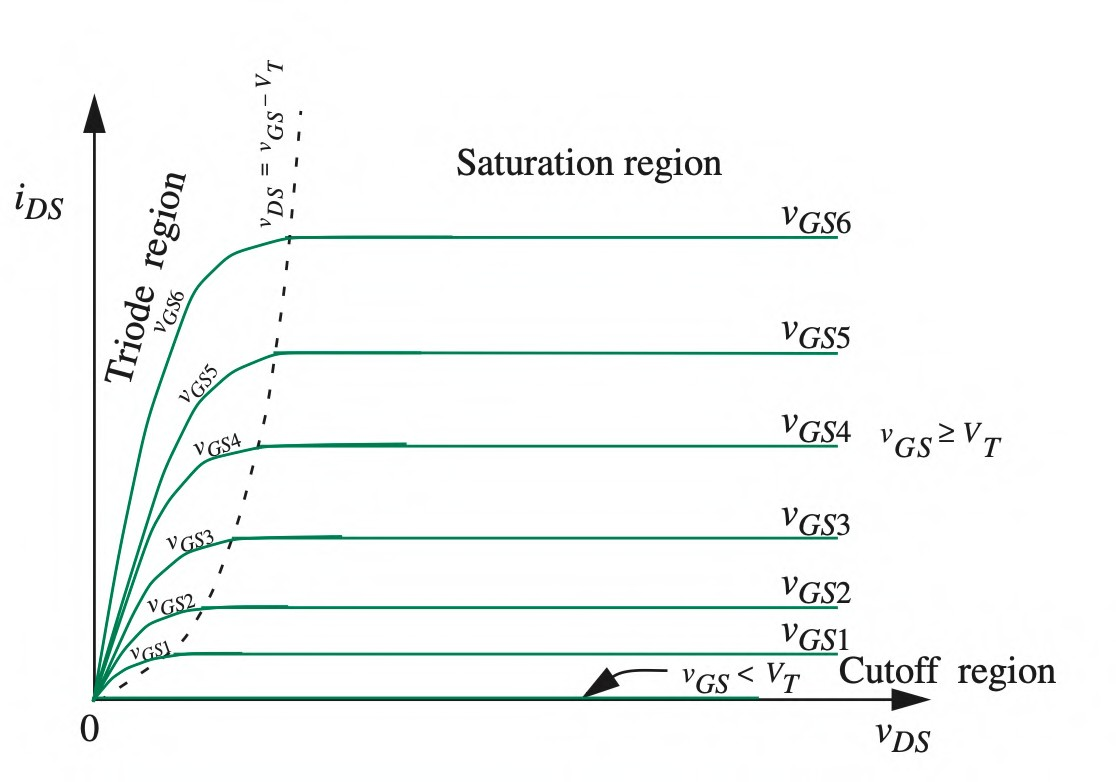 v_DS = v_GS − V_T
Saturation region
i_DS
Triode region
v_GS6
v_GS6
v_GS5
v_GS5
v_GS4
v_GS4
v_GS ≥ V_T
v_GS3
v_GS3
v_GS2
v_GS2
v_GS1
v_GS1
v_GS < V_T
Cutoff region
0
v_DS